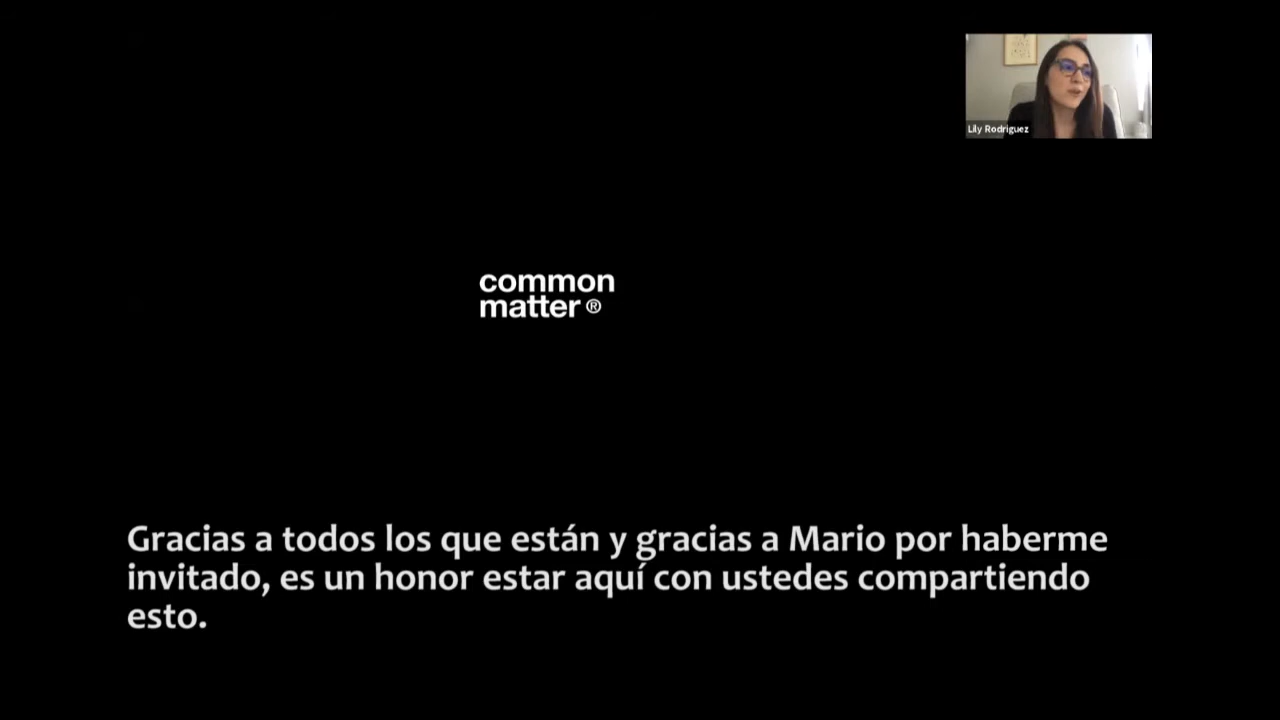 Lily Rodriguez
common
matter ®
Gracias a todos los que están y gracias a Mario por haberme
invitado, es un honor estar aquí con ustedes compartiendo
esto.